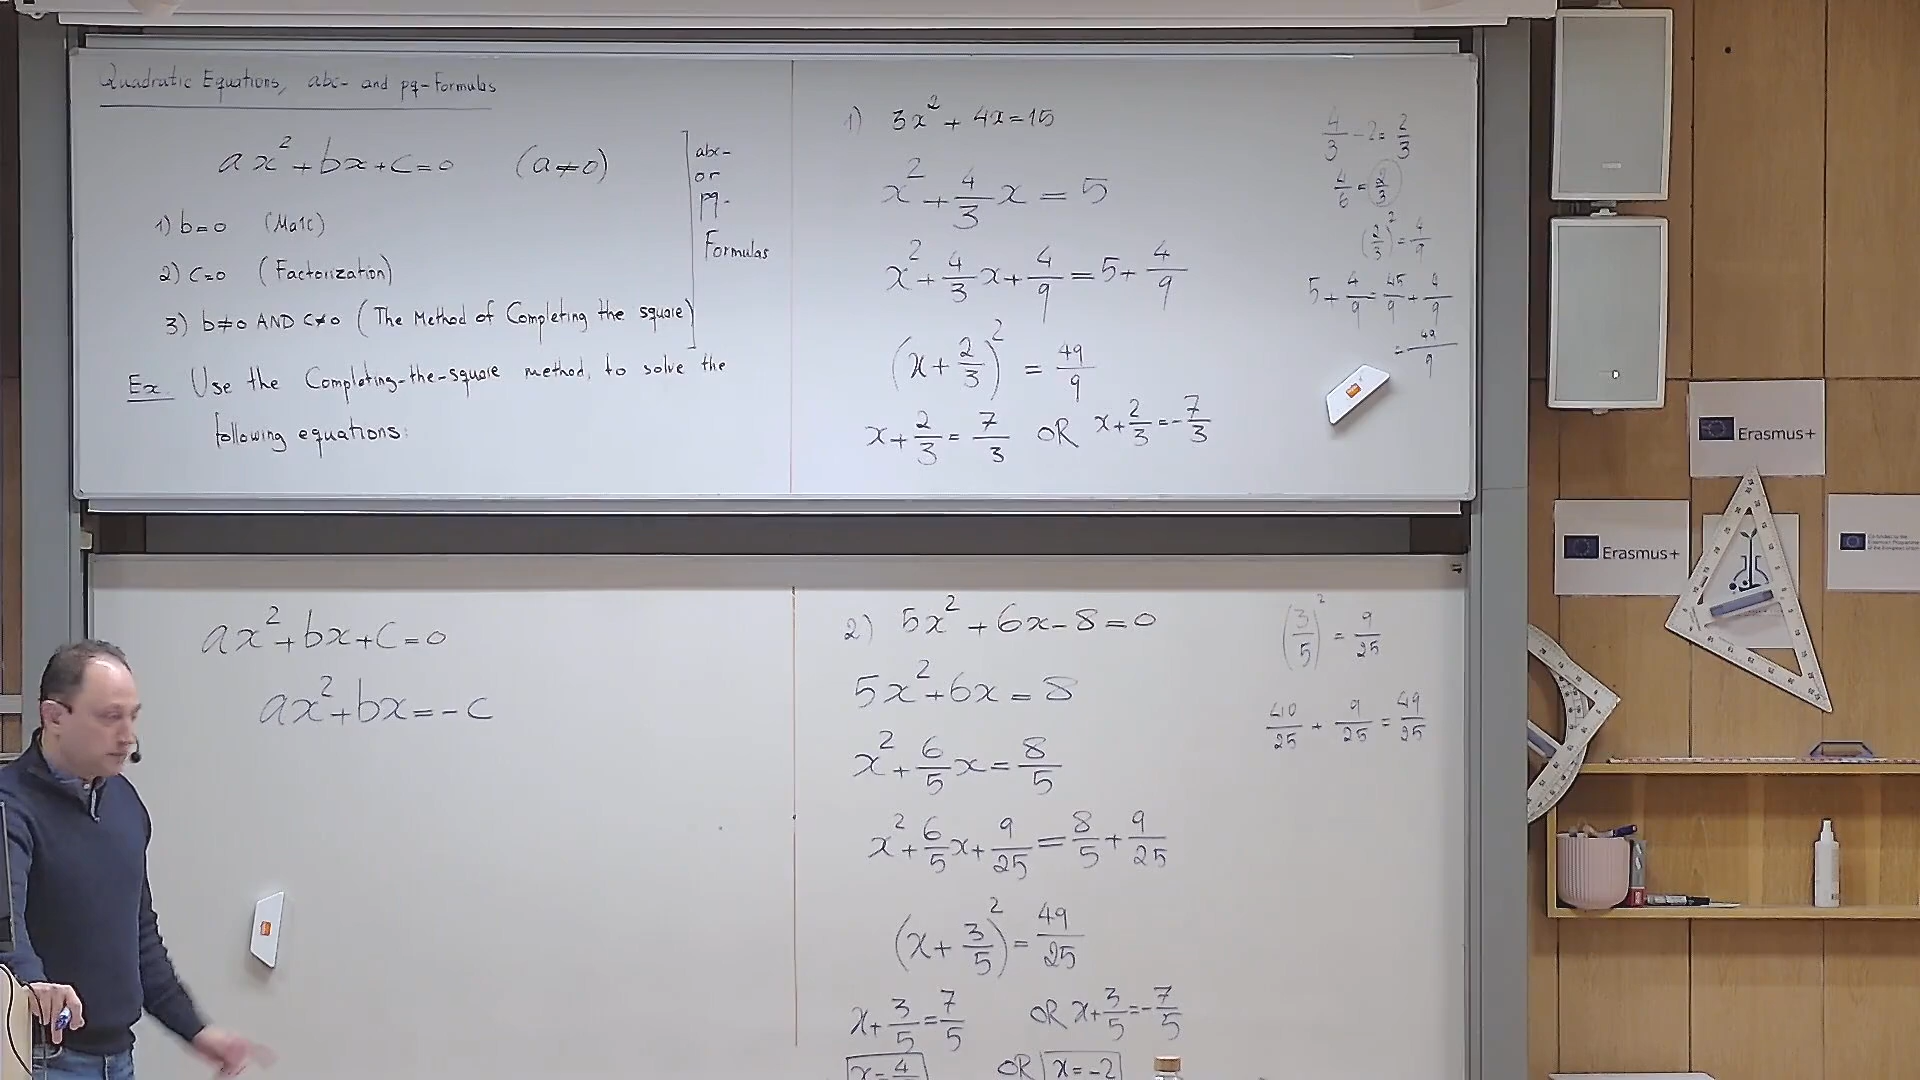 Quadratic Equations, abc- and pq-Formulas
ax² + bx + c = 0 (a ≠ 0)
1) b=0 (Ma1c)
2) c=0 (Factorization)
3) b≠0 AND c≠0 (The Method of Completing the square)
abc-
or
pq-
Formulas
Ex. Use the Completing-the-square method, to solve the
following equations:
1) 3x² + 4x = 15
x² + 4/3 x = 5
x² + 4/3 x + 4/9 = 5 + 4/9
(x + 2/3)² = 49/9
x + 2/3 = 7/3 OR x + 2/3 = -7/3
4/3 - 2 = 2/3
4/6 = 2/3
(2/3)² = 4/9
5 + 4/9 = 45/9 + 4/9
= 49/9
ax² + bx + c = 0
ax² + bx = -c
2) 5x² + 6x - 8 = 0
5x² + 6x = 8
x² + 6/5 x = 8/5
x² + 6/5 x + 9/25 = 8/5 + 9/25
(x + 3/5)² = 49/25
x + 3/5 = 7/5 OR x + 3/5 = -7/5
x = 4 OR x = -2
(3/5)² = 9/25
40/25 + 9/25 = 49/25
Erasmus+
Erasmus+